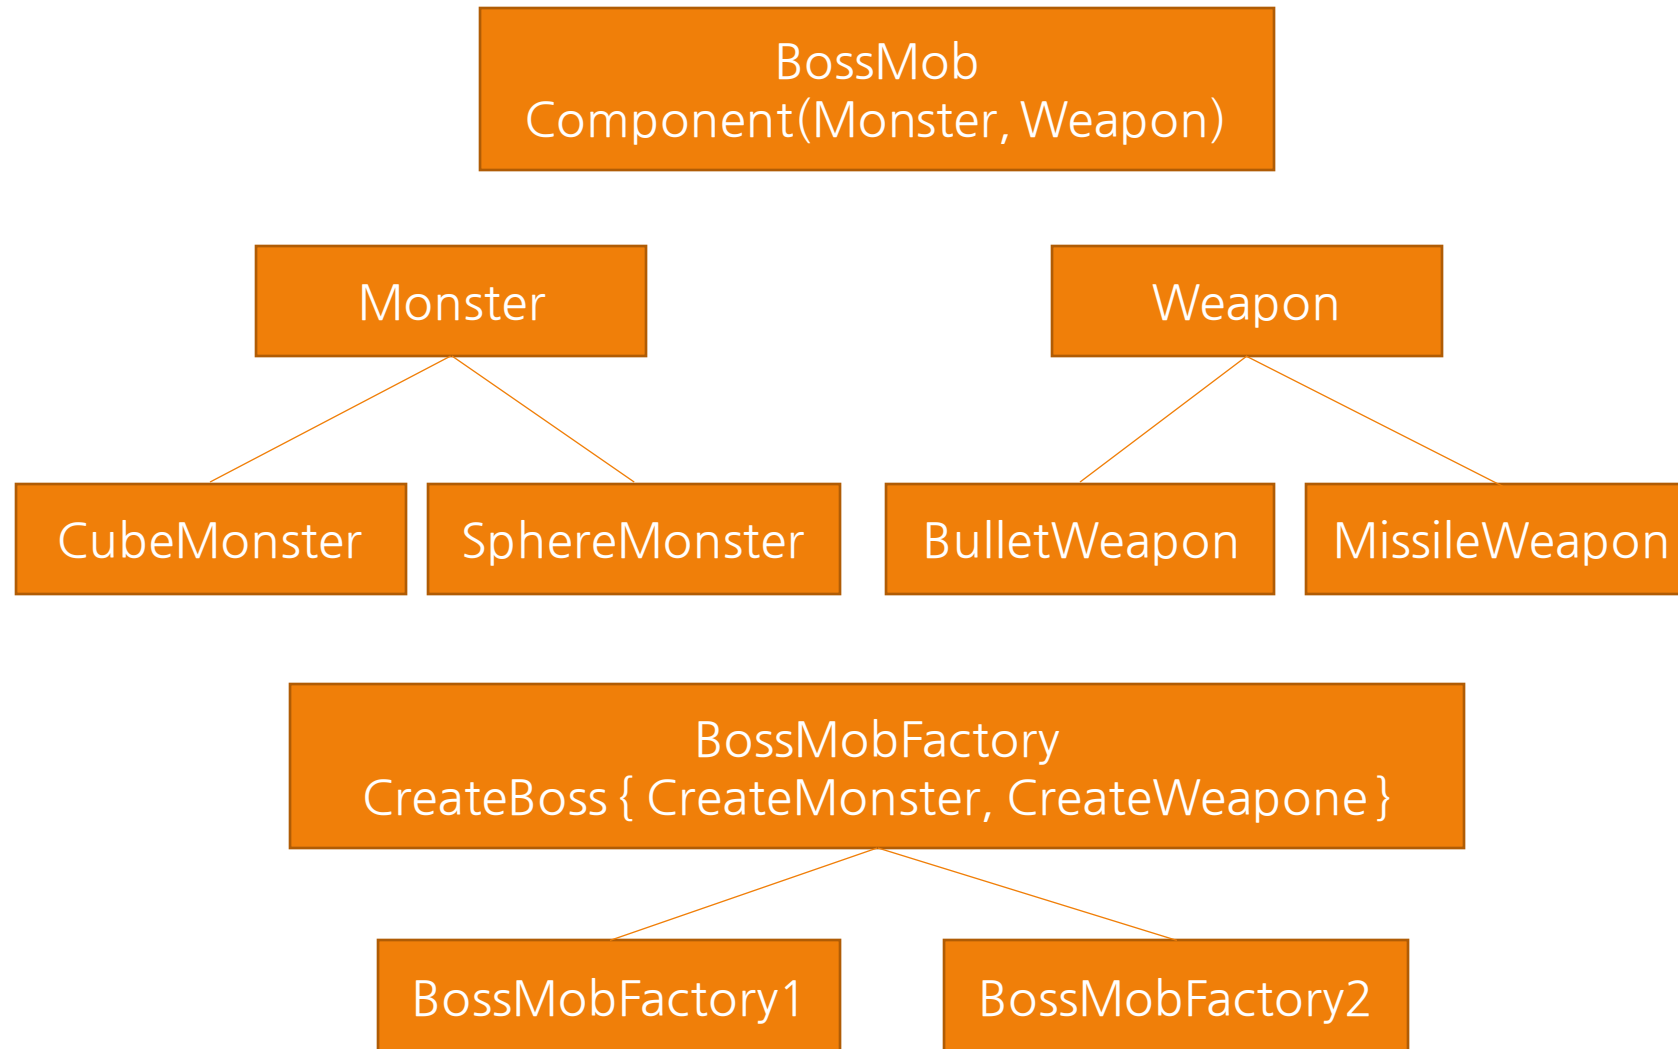 BossMob
Component(Monster, Weapon)
Monster
Weapon
CubeMonster
SphereMonster
BulletWeapon
MissileWeapon
BossMobFactory
CreateBoss { CreateMonster, CreateWeapone }
BossMobFactory1
BossMobFactory2